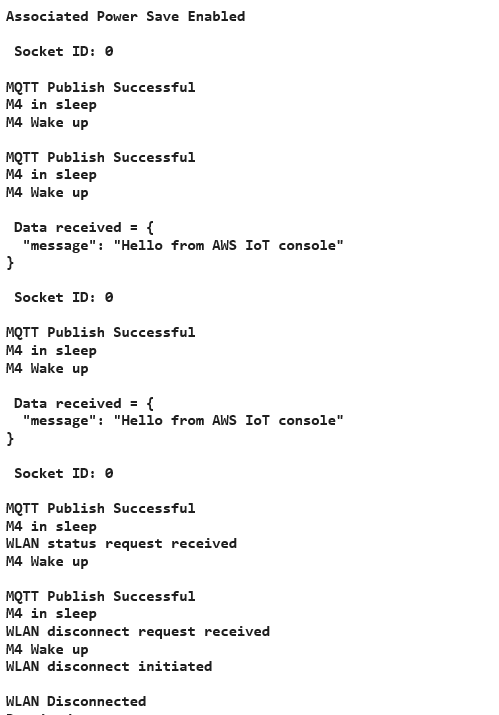 Associated Power Save Enabled
Socket ID: 0
MQTT Publish Successful
M4 in sleep
M4 Wake up
MQTT Publish Successful
M4 in sleep
M4 Wake up
Data received = {
"message": "Hello from AWS IoT console"
}
Socket ID: 0
MQTT Publish Successful
M4 in sleep
M4 Wake up
Data received = {
"message": "Hello from AWS IoT console"
}
Socket ID: 0
MQTT Publish Successful
M4 in sleep
WLAN status request received
M4 Wake up
MQTT Publish Successful
M4 in sleep
WLAN disconnect request received
M4 Wake up
WLAN disconnect initiated
WLAN Disconnected